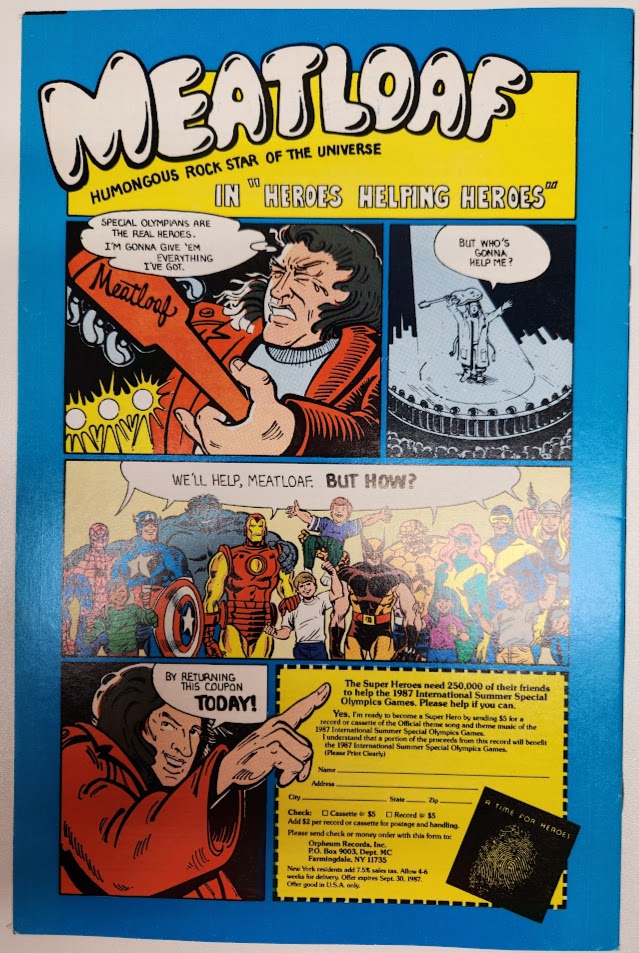 MEATLOAF
HUMONGOUS ROCK STAR OF THE UNIVERSE
IN "HEROES HELPING HEROES"
SPECIAL OLYMPIANS ARE
THE REAL HEROES.
I'M GONNA GIVE 'EM
EVERYTHING
I'VE GOT.
Meatloaf
BUT WHO'S
GONNA
HELP ME?
WE'LL HELP, MEATLOAF. BUT HOW?
BY RETURNING
THIS COUPON
TODAY!
The Super Heroes need 250,000 of their friends
to help the 1987 International Summer Special
Olympics Games. Please help if you can.
Yes, I'm ready to become a Super Hero by sending $5 for a
record or cassette of the Official theme song and theme music of the
1987 International Summer Special Olympics Games.
I understand that a portion of the proceeds from this record will benefit
the 1987 International Summer Special Olympics Games.
(Please Print Clearly)
Name
Address
City State Zip
Check: ☐ Cassette @ $5 ☐ Record @ $5
Add $2 per record or cassette for postage and handling.
Please send check or money order with this form to:
Orpheum Records, Inc.
P.O. Box 9003, Dept. MC
Farmingdale, NY 11735
New York residents add 7.5% sales tax. Allow 4-6
weeks for delivery. Offer expires Sept. 30, 1987.
Offer good in U.S.A. only.
A TIME FOR HEROES